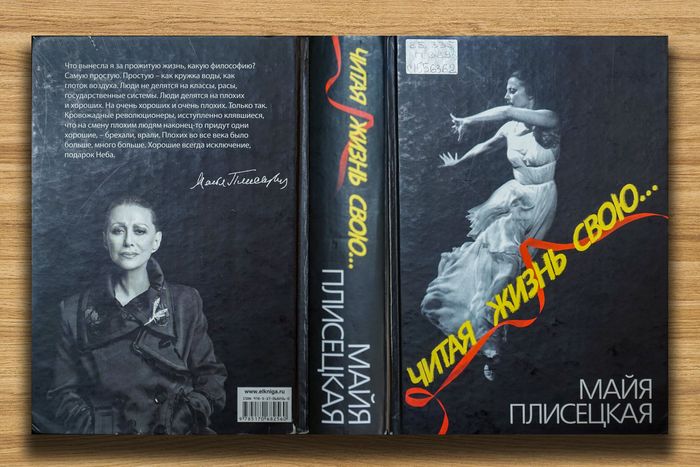 Что вынесла я за прожитую жизнь, какую философию?
Самую простую. Простую – как кружка воды, как
глоток воздуха. Люди не делятся на классы, расы,
государственные системы. Люди делятся на плохих
и хороших. На очень хороших и очень плохих. Только так.
Кровожадные революционеры, исступленно клявшиеся,
что на смену плохим людям наконец-то придут одни
хорошие, – брехали, врали. Плохих во все века было
больше, много больше. Хорошие всегда исключение,
подарок Неба.
Майя Плисецкая
www.elkniga.ru
ЧИТАЯ ЖИЗНЬ СВОЮ...
МАЙЯ
ПЛИСЕЦКАЯ
ЧИТАЯ ЖИЗНЬ СВОЮ...
МАЙЯ
ПЛИСЕЦКАЯ